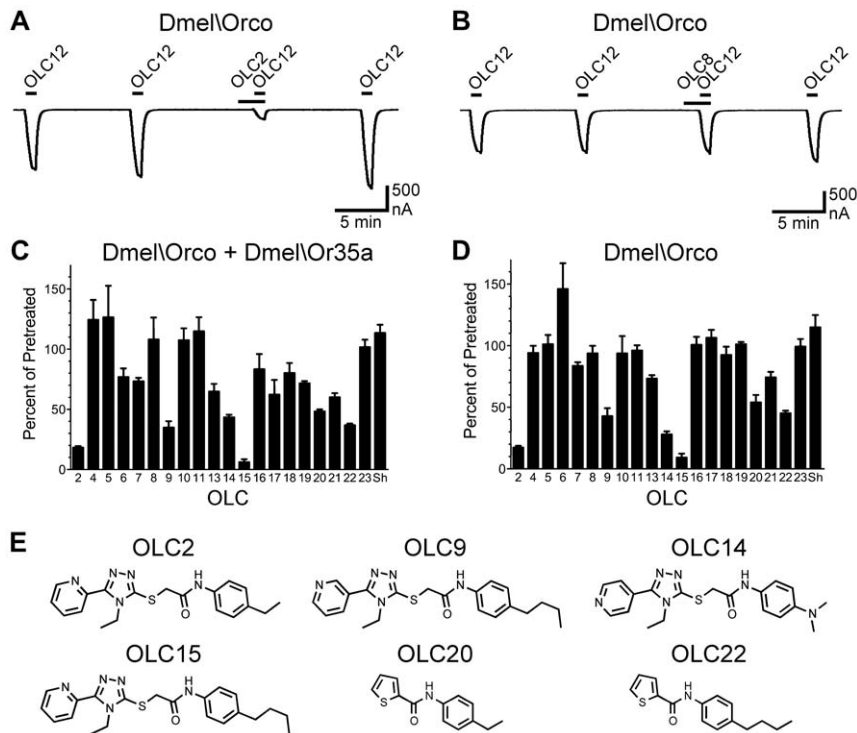 A
Dmel\Orco
OLC12
OLC12
OLC2
OLC12
OLC12
500
nA
5 min
B
Dmel\Orco
OLC12
OLC12
OLC8
OLC12
OLC12
500
nA
5 min
C
Dmel\Orco + Dmel\Or35a
Percent of Pretreated
150
100
50
0
2 4 5 6 7 8 9 10 11 13 14 15 16 17 18 19 20 21 22 23 Sh
OLC
D
Dmel\Orco
Percent of Pretreated
150
100
50
0
2 4 5 6 7 8 9 10 11 13 14 15 16 17 18 19 20 21 22 23 Sh
OLC
E
OLC2
N
N N
N
S
O
H
N
OLC9
N
N N
N
S
O
H
N
OLC14
N
N N
N
S
O
H
N
N
OLC15
N
N N
N
S
O
H
N
OLC20
S
O
H
N
OLC22
S
O
H
N